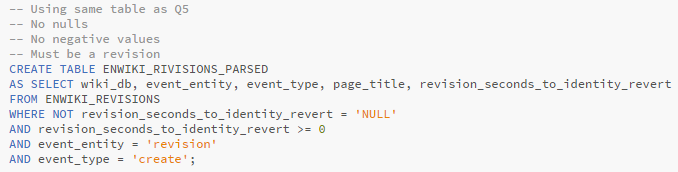 -- Using same table as Q5
-- No nulls
-- No negative values
-- Must be a revision
CREATE TABLE ENWIKI_RIVISIONS_PARSED
AS SELECT wiki_db, event_entity, event_type, page_title, revision_seconds_to_identity_revert
FROM ENWIKI_REVISIONS
WHERE NOT revision_seconds_to_identity_revert = 'NULL'
AND revision_seconds_to_identity_revert >= 0
AND event_entity = 'revision'
AND event_type = 'create';